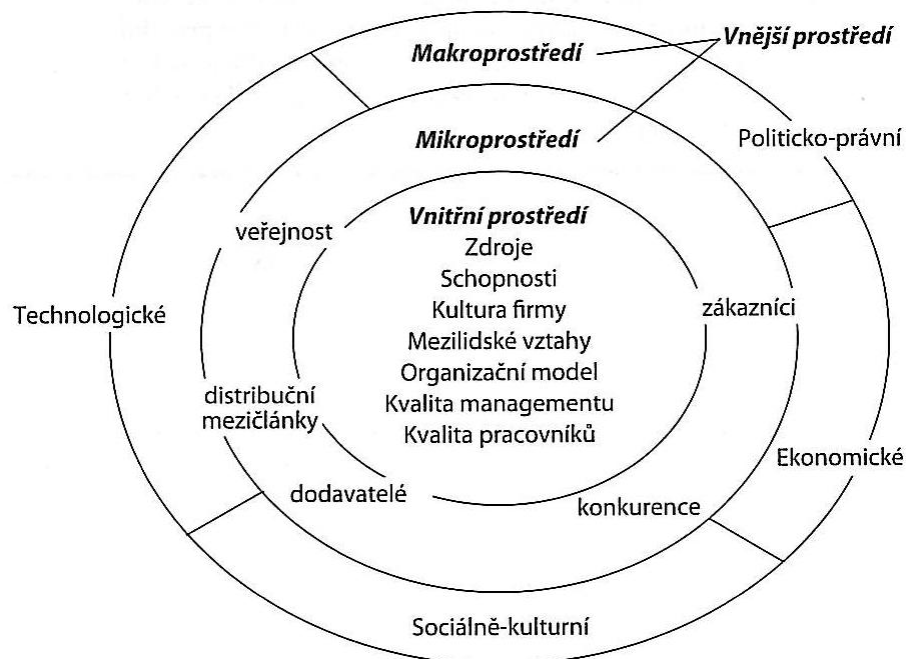 Vnější prostředí
Makroprostředí
Politicko-právní
Mikroprostředí
Vnitřní prostředí
veřejnost
Zdroje
Schopnosti
Kultura firmy
zákazníci
Technologické
Mezilidské vztahy
Organizační model
distribuční
mezičlánky
Kvalita managementu
Kvalita pracovníků
Ekonomické
dodavatelé
konkurence
Sociálně-kulturní